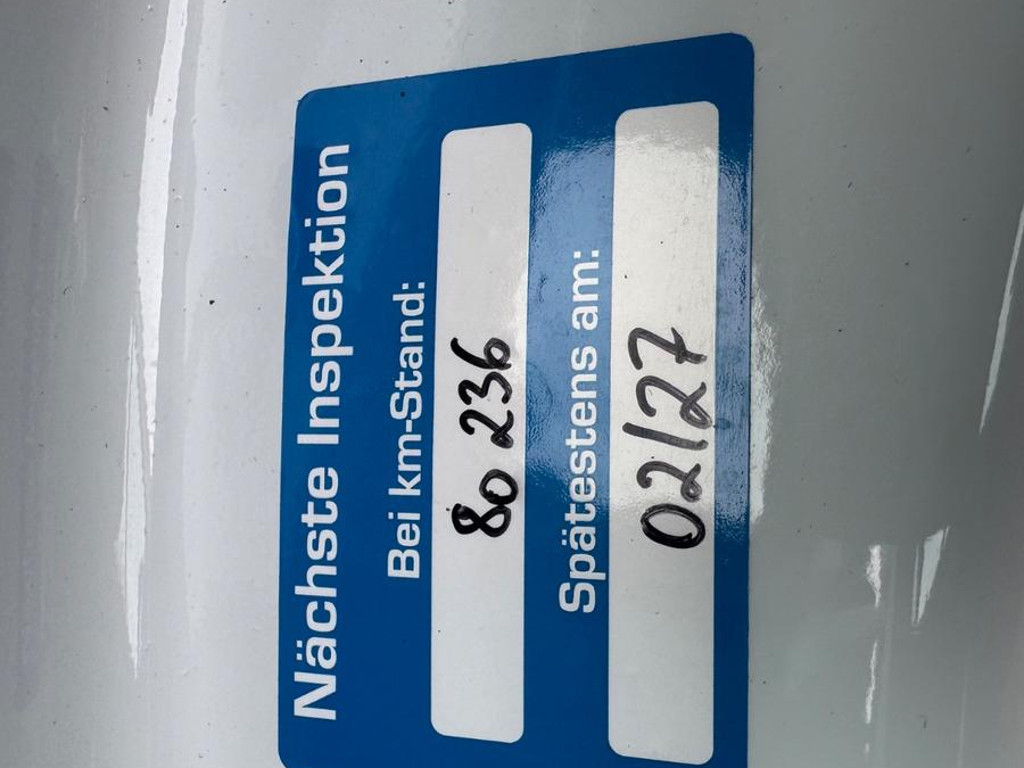 Nächste Inspektion
Bei km-Stand:
80 236
Spätestens am:
02/27